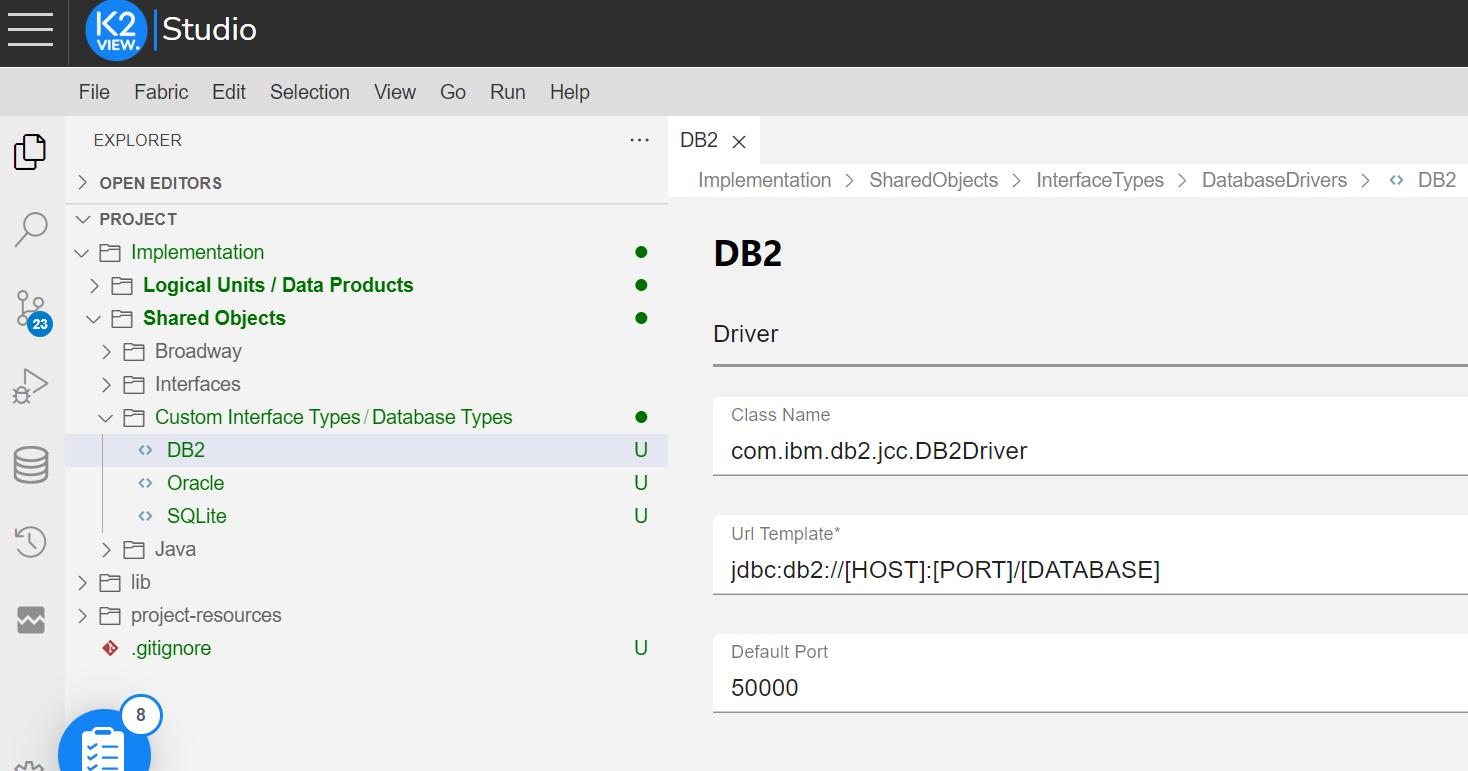 K2
VIEW.
Studio
File Fabric Edit Selection View Go Run Help
EXPLORER ...
OPEN EDITORS
PROJECT
Implementation
Logical Units / Data Products
Shared Objects
Broadway
Interfaces
Custom Interface Types / Database Types
DB2 U
Oracle U
SQLite U
Java
lib
project-resources
.gitignore U
23
8
DB2
Implementation > SharedObjects > InterfaceTypes > DatabaseDrivers > <> DB2
DB2
Driver
Class Name
com.ibm.db2.jcc.DB2Driver
Url Template*
jdbc:db2://[HOST]:[PORT]/[DATABASE]
Default Port
50000